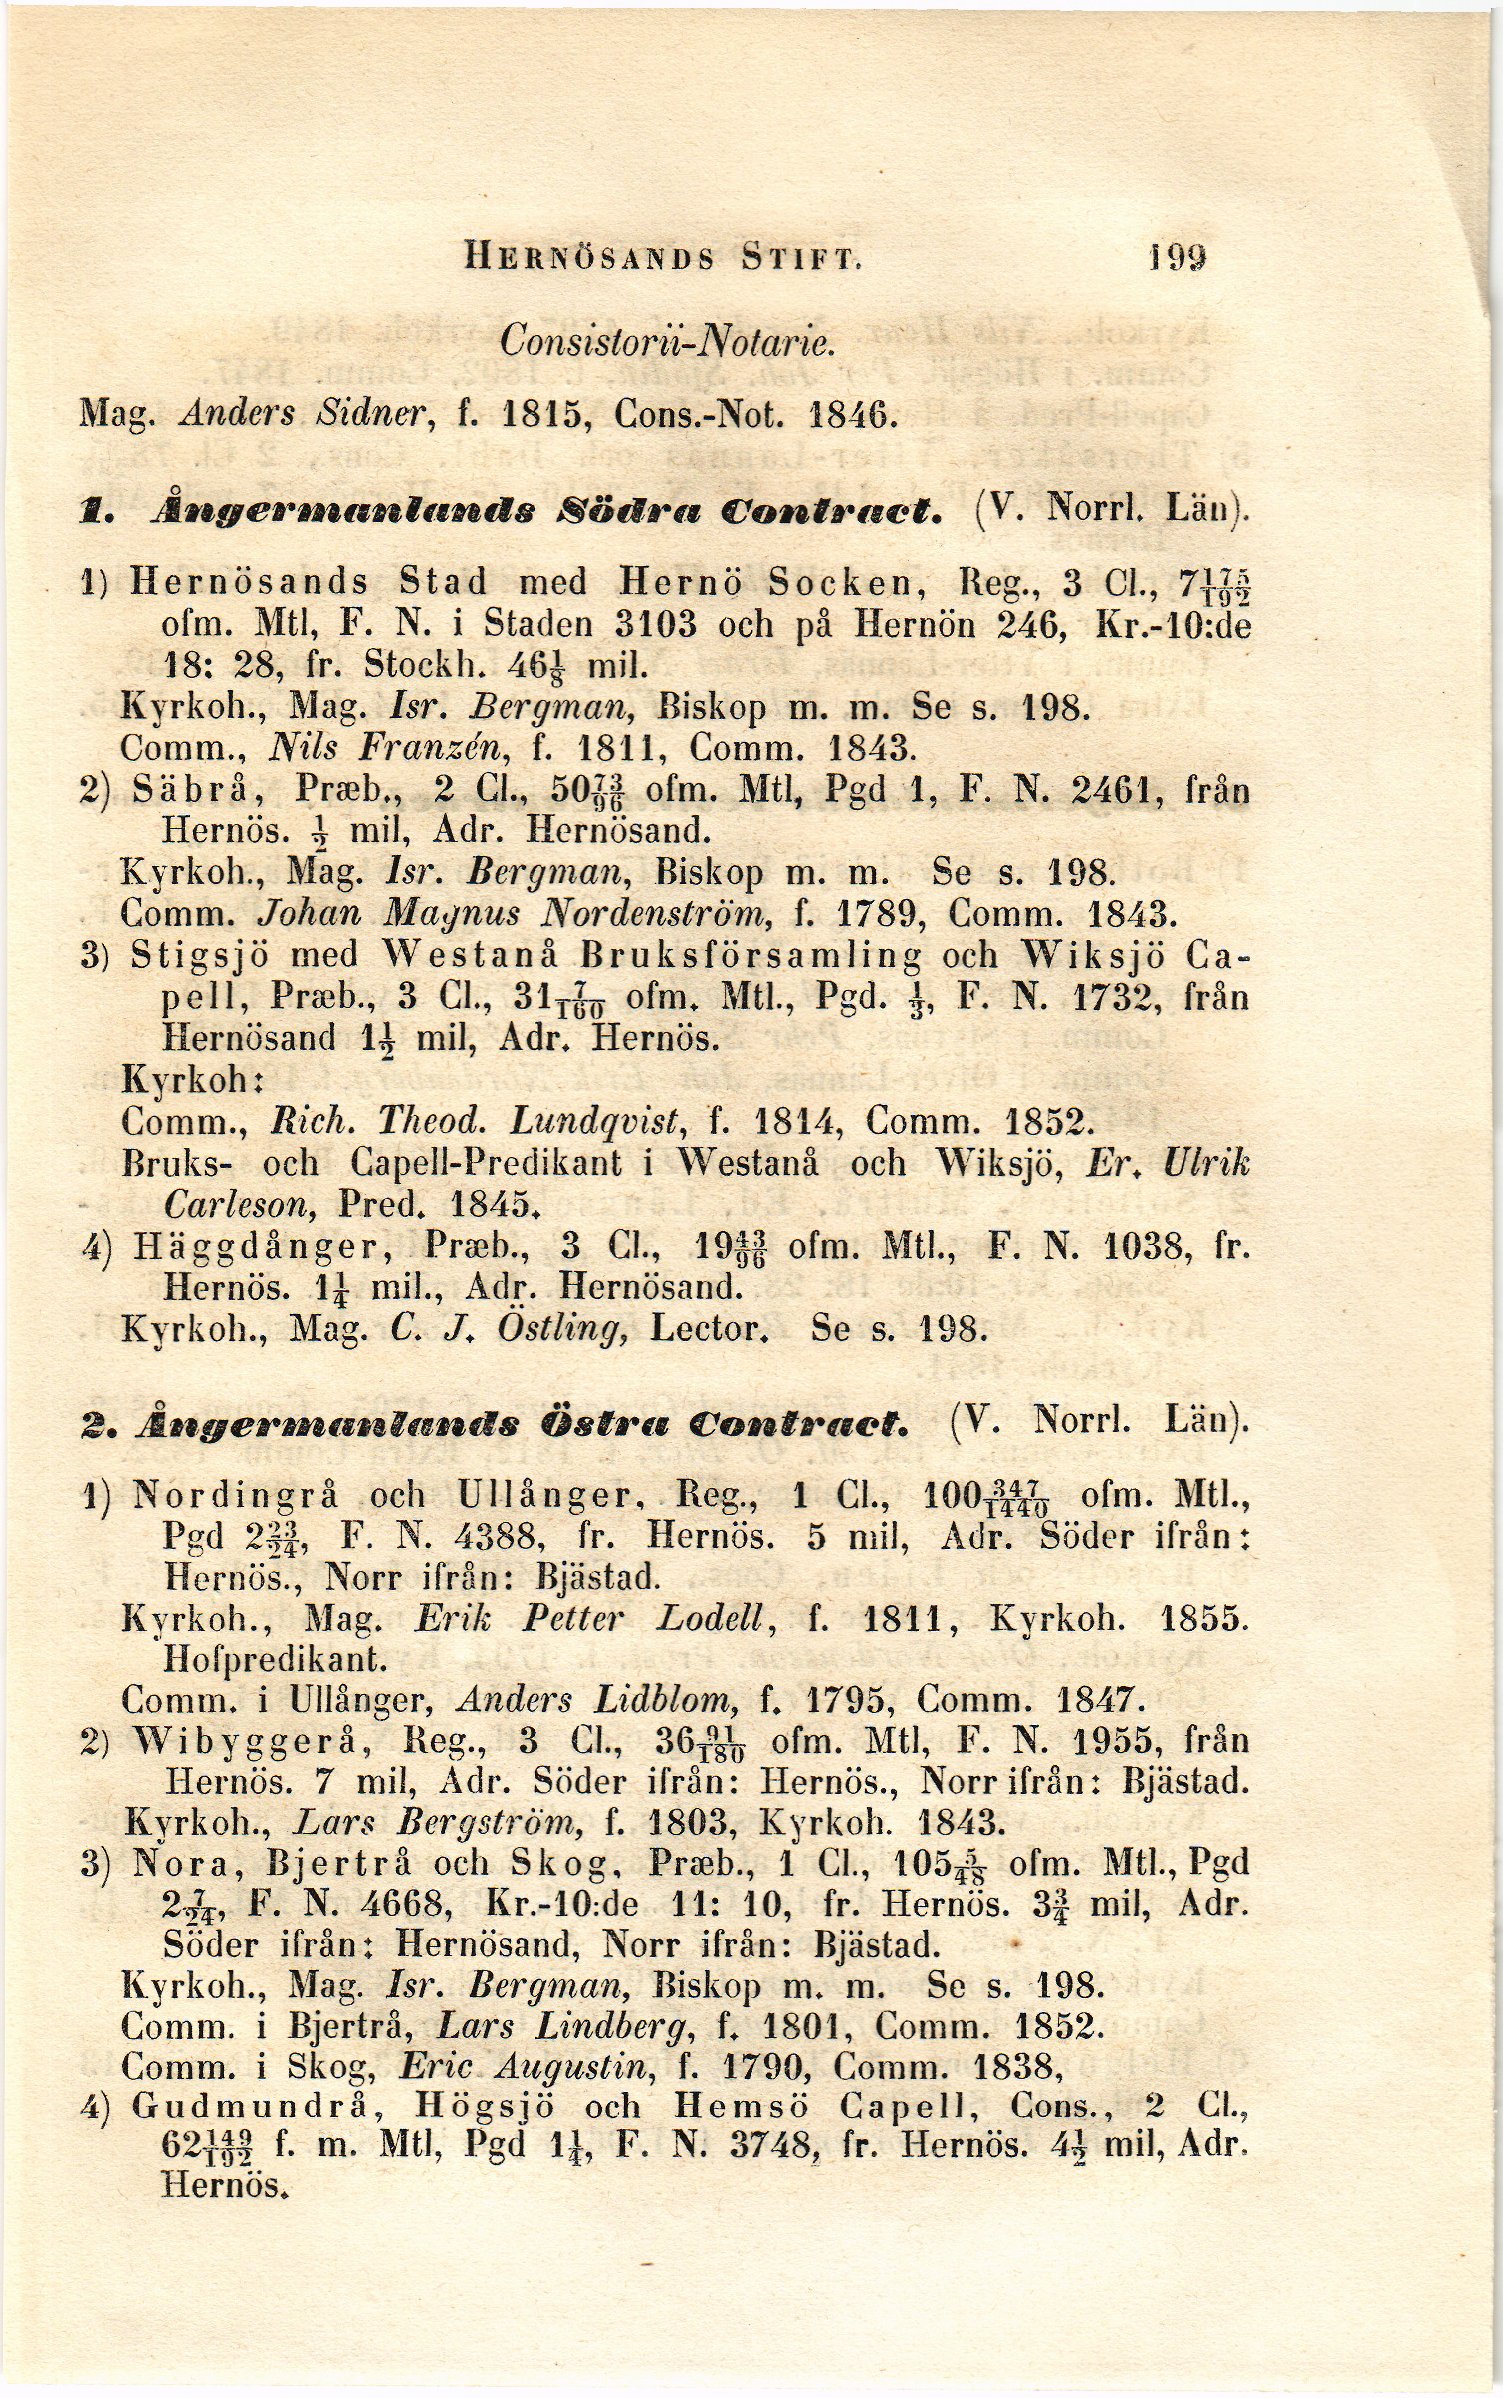 HERNÖSANDS STIFT. 199
Consistorii-Notarie.
Mag. Anders Sidner, f. 1815, Cons.-Not. 1846.
1. Ångermanlands Södra Contract. (V. Norrl. Län).
1) Hernösands Stad med Hernö Socken, Reg., 3 Cl., 7 175/192
ofm. Mtl, F. N. i Staden 3103 och på Hernön 246, Kr.-10:de
18: 28, fr. Stockh. 46 1/8 mil.
Kyrkoh., Mag. Isr. Bergman, Biskop m. m. Se s. 198.
Comm., Nils Franzén, f. 1811, Comm. 1843.
2) Säbrå, Præb., 2 Cl., 50 73/96 ofm. Mtl, Pgd 1, F. N. 2461, från
Hernös. 1/2 mil, Adr. Hernösand.
Kyrkoh., Mag. Isr. Bergman, Biskop m. m. Se s. 198.
Comm. Johan Magnus Nordenström, f. 1789, Comm. 1843.
3) Stigsjö med Westanå Bruksförsamling och Wiksjö Ca-
pell, Præb., 3 Cl., 31 7/160 ofm. Mtl., Pgd. 1/3, F. N. 1732, från
Hernösand 1 1/2 mil, Adr. Hernös.
Kyrkoh:
Comm., Rich. Theod. Lundqvist, f. 1814, Comm. 1852.
Bruks- och Capell-Predikant i Westanå och Wiksjö, Er. Ulrik
Carleson, Pred. 1845.
4) Häggdånger, Præb., 3 Cl., 19 43/96 ofm. Mtl., F. N. 1038, fr.
Hernös. 1 1/4 mil., Adr. Hernösand.
Kyrkoh., Mag. C. J. Östling, Lector. Se s. 198.
2. Ångermanlands Östra Contract. (V. Norrl. Län).
1) Nordingrå och Ullånger, Reg., 1 Cl., 100 347/1440 ofm. Mtl.,
Pgd 2 23/24, F. N. 4388, fr. Hernös. 5 mil, Adr. Söder ifrån:
Hernös., Norr ifrån: Bjästad.
Kyrkoh., Mag. Erik Petter Lodell, f. 1811, Kyrkoh. 1855.
Hofpredikant.
Comm. i Ullånger, Anders Lidblom, f. 1795, Comm. 1847.
2) Wibyggerå, Reg., 3 Cl., 36 91/180 ofm. Mtl, F. N. 1955, från
Hernös. 7 mil, Adr. Söder ifrån: Hernös., Norr ifrån: Bjästad.
Kyrkoh., Lars Bergström, f. 1803, Kyrkoh. 1843.
3) Nora, Bjertrå och Skog, Præb., 1 Cl., 105 5/48 ofm. Mtl., Pgd
2 7/24, F. N. 4668, Kr.-10:de 11: 10, fr. Hernös. 3 3/4 mil, Adr.
Söder ifrån: Hernösand, Norr ifrån: Bjästad.
Kyrkoh., Mag. Isr. Bergman, Biskop m. m. Se s. 198.
Comm. i Bjertrå, Lars Lindberg, f. 1801, Comm. 1852.
Comm. i Skog, Eric Augustin, f. 1790, Comm. 1838,
4) Gudmundrå, Högsjö och Hemsö Capell, Cons., 2 Cl.,
62 149/192 f. m. Mtl, Pgd 1 1/4, F. N. 3748, fr. Hernös. 4 1/2 mil, Adr.
Hernös.